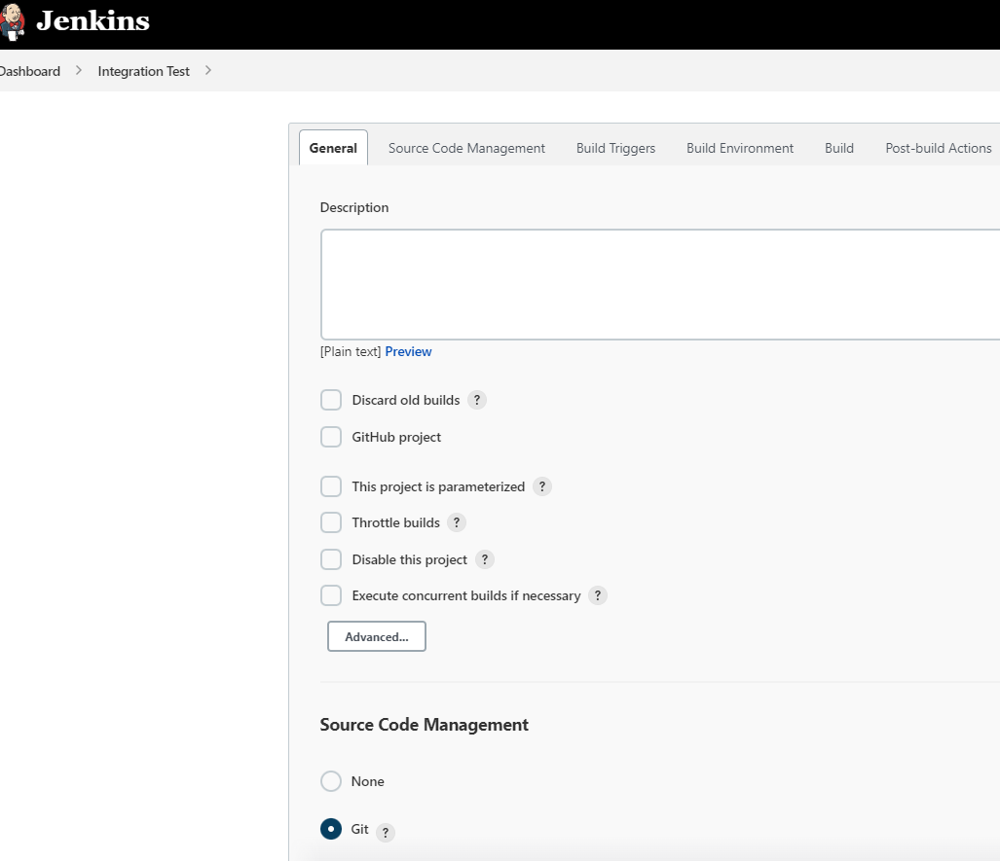 Jenkins
Dashboard > Integration Test >
General Source Code Management Build Triggers Build Environment Build Post-build Actions
Description
[Plain text] Preview
Discard old builds ?
GitHub project
This project is parameterized ?
Throttle builds ?
Disable this project ?
Execute concurrent builds if necessary ?
Advanced...
Source Code Management
None
Git ?